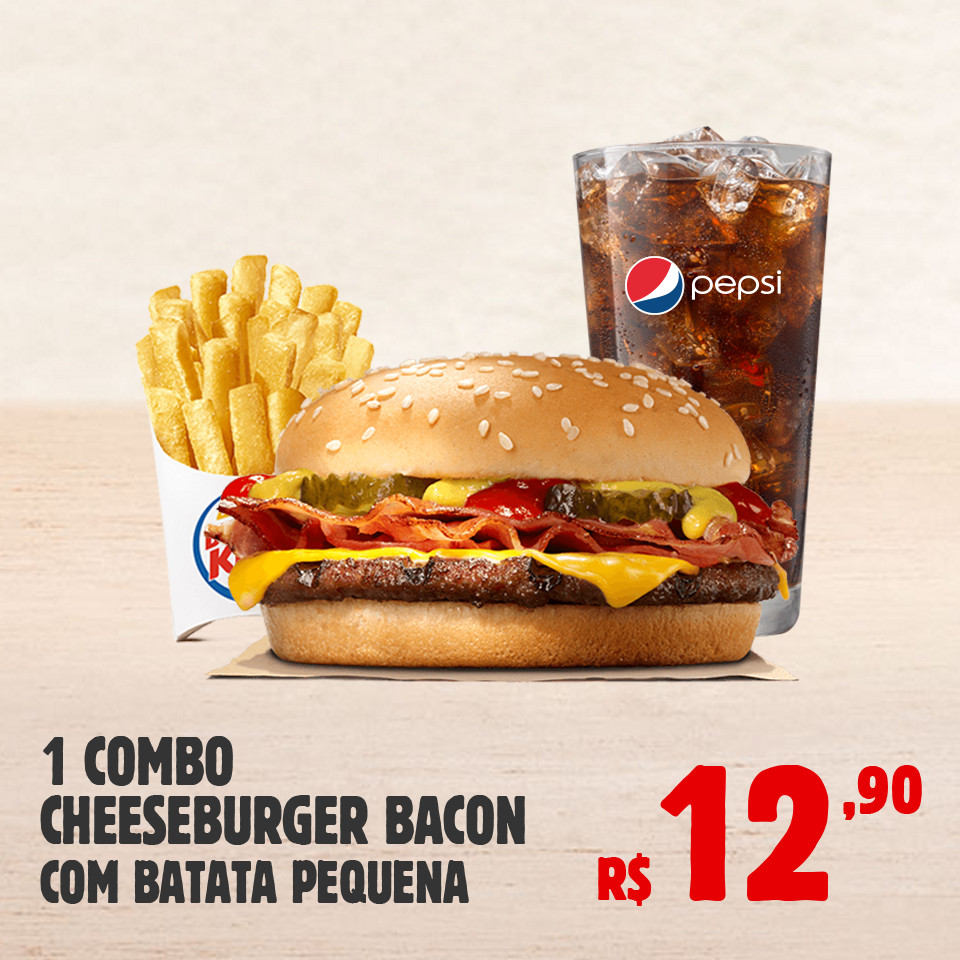 pepsi
1 COMBO
CHEESEBURGER BACON
COM BATATA PEQUENA
R$ 12,90